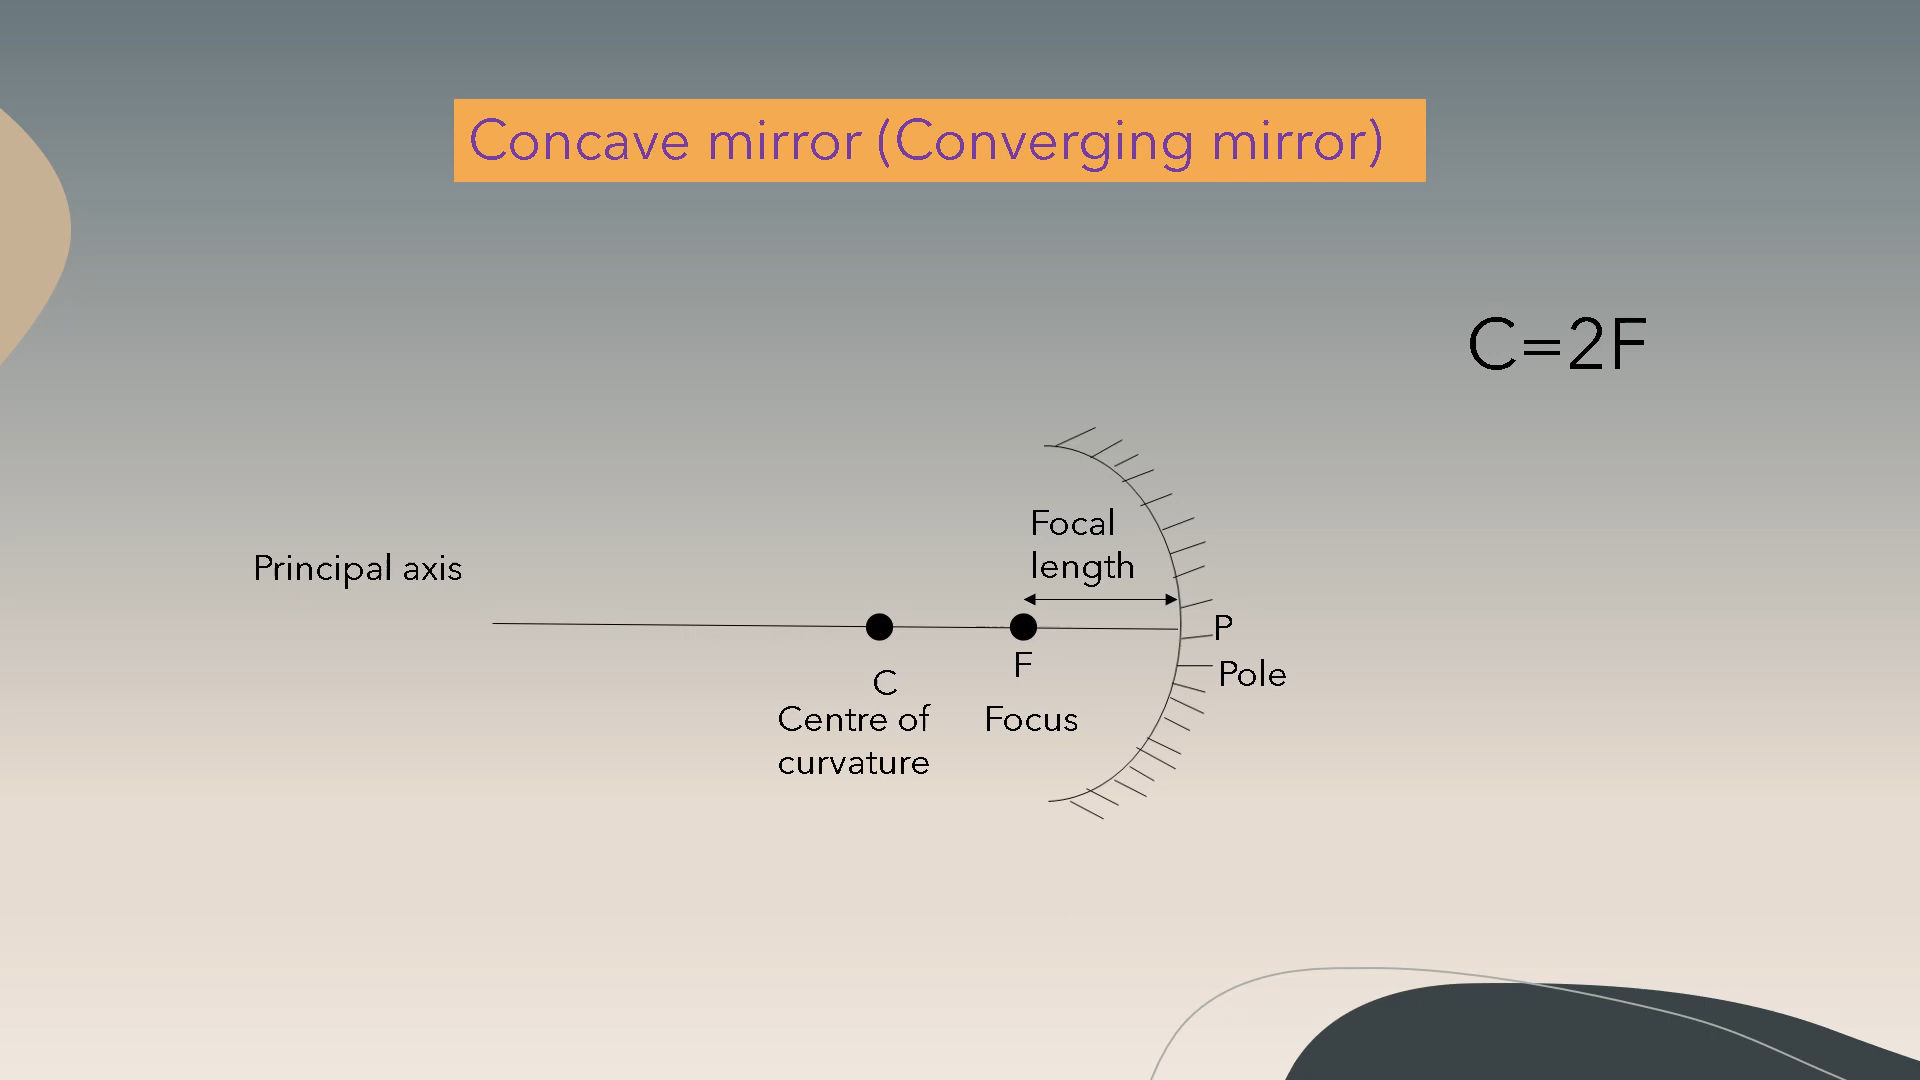 Concave mirror (Converging mirror)
C=2F
Focal
length
Principal axis
P
F
Pole
C
Centre of
curvature
Focus